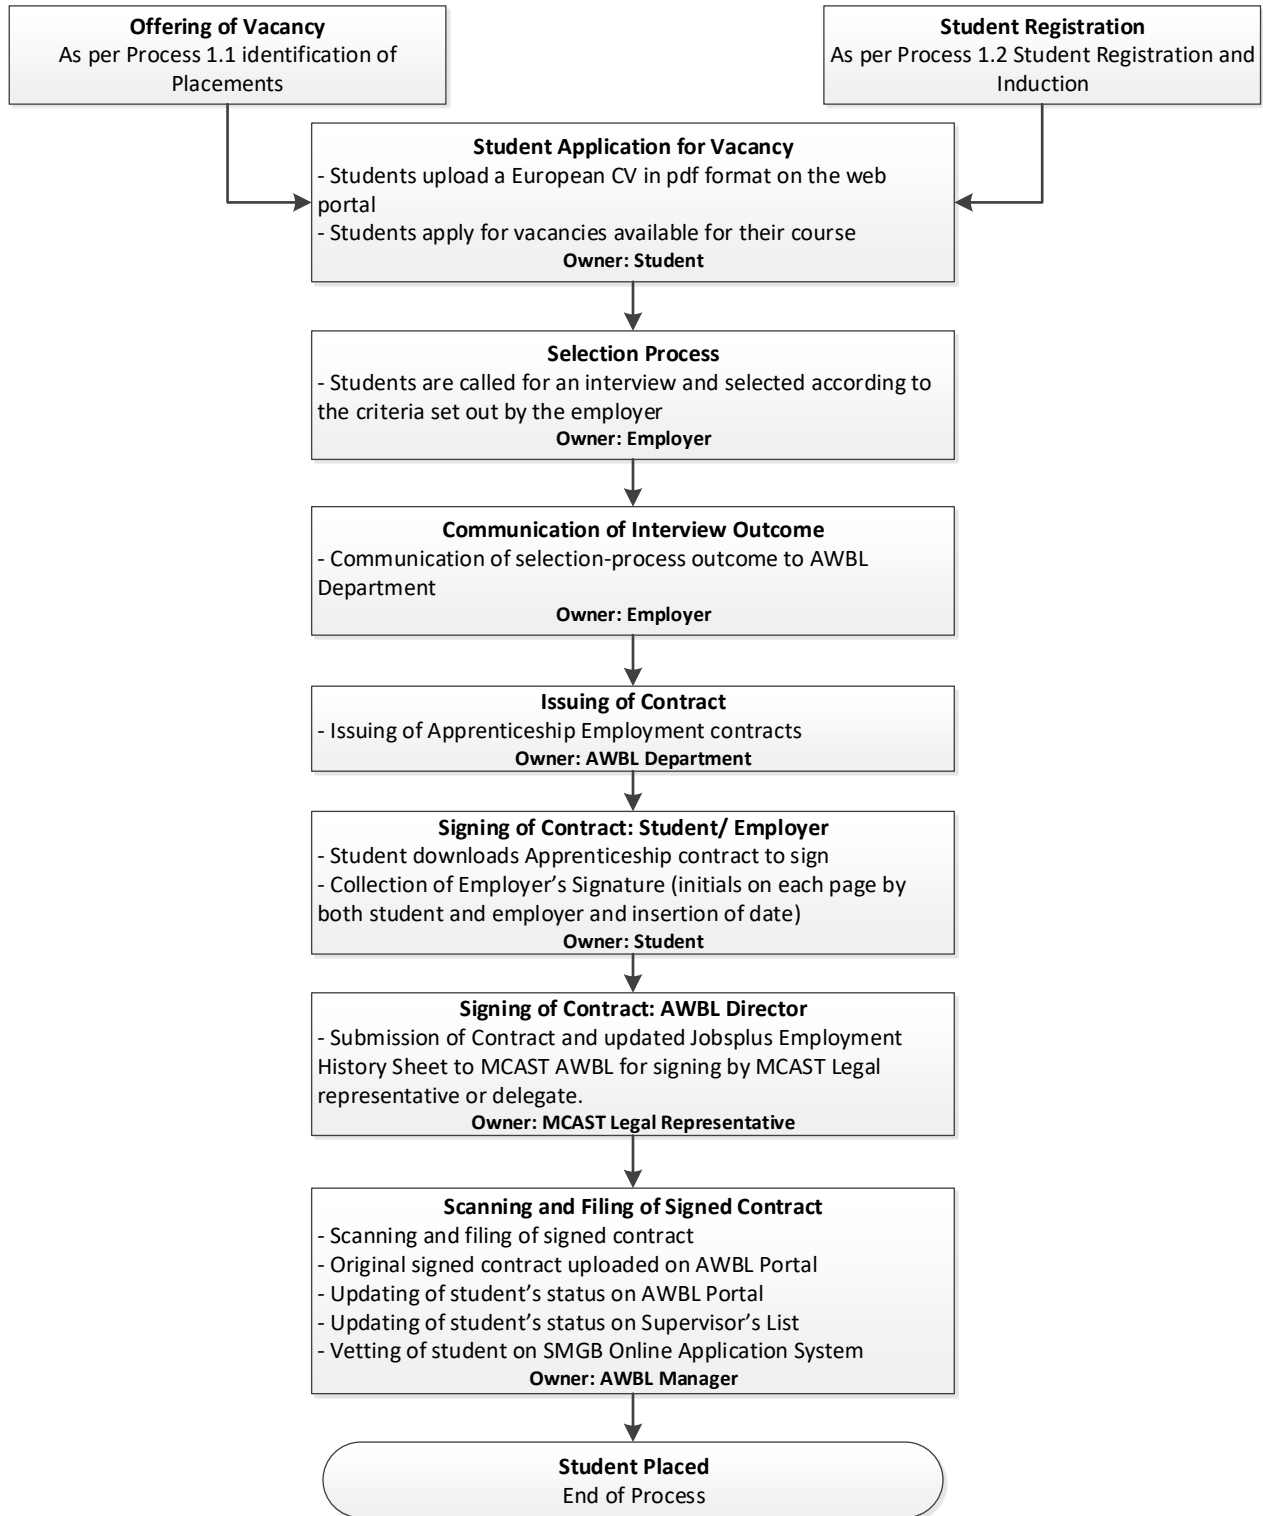 Offering of Vacancy
As per Process 1.1 identification of
Placements
Student Registration
As per Process 1.2 Student Registration and
Induction
Student Application for Vacancy
- Students upload a European CV in pdf format on the web
portal
- Students apply for vacancies available for their course
Owner: Student
Selection Process
- Students are called for an interview and selected according to
the criteria set out by the employer
Owner: Employer
Communication of Interview Outcome
- Communication of selection-process outcome to AWBL
Department
Owner: Employer
Issuing of Contract
- Issuing of Apprenticeship Employment contracts
Owner: AWBL Department
Signing of Contract: Student/ Employer
- Student downloads Apprenticeship contract to sign
- Collection of Employer’s Signature (initials on each page by
both student and employer and insertion of date)
Owner: Student
Signing of Contract: AWBL Director
- Submission of Contract and updated Jobsplus Employment
History Sheet to MCAST AWBL for signing by MCAST Legal
representative or delegate.
Owner: MCAST Legal Representative
Scanning and Filing of Signed Contract
- Scanning and filing of signed contract
- Original signed contract uploaded on AWBL Portal
- Updating of student’s status on AWBL Portal
- Updating of student’s status on Supervisor’s List
- Vetting of student on SMGB Online Application System
Owner: AWBL Manager
Student Placed
End of Process